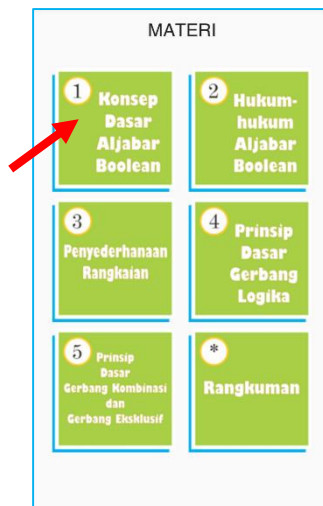 MATERI
1
Konsep
Dasar
Aljabar
Boolean
2
Hukum-
hukum
Aljabar
Boolean
3
Penyederhanaan
Rangkaian
4
Prinsip
Dasar
Gerbang
Logika
5
Prinsip
Dasar
Gerbang Kombinasi
dan
Gerbang Eksklusif
*
Rangkuman